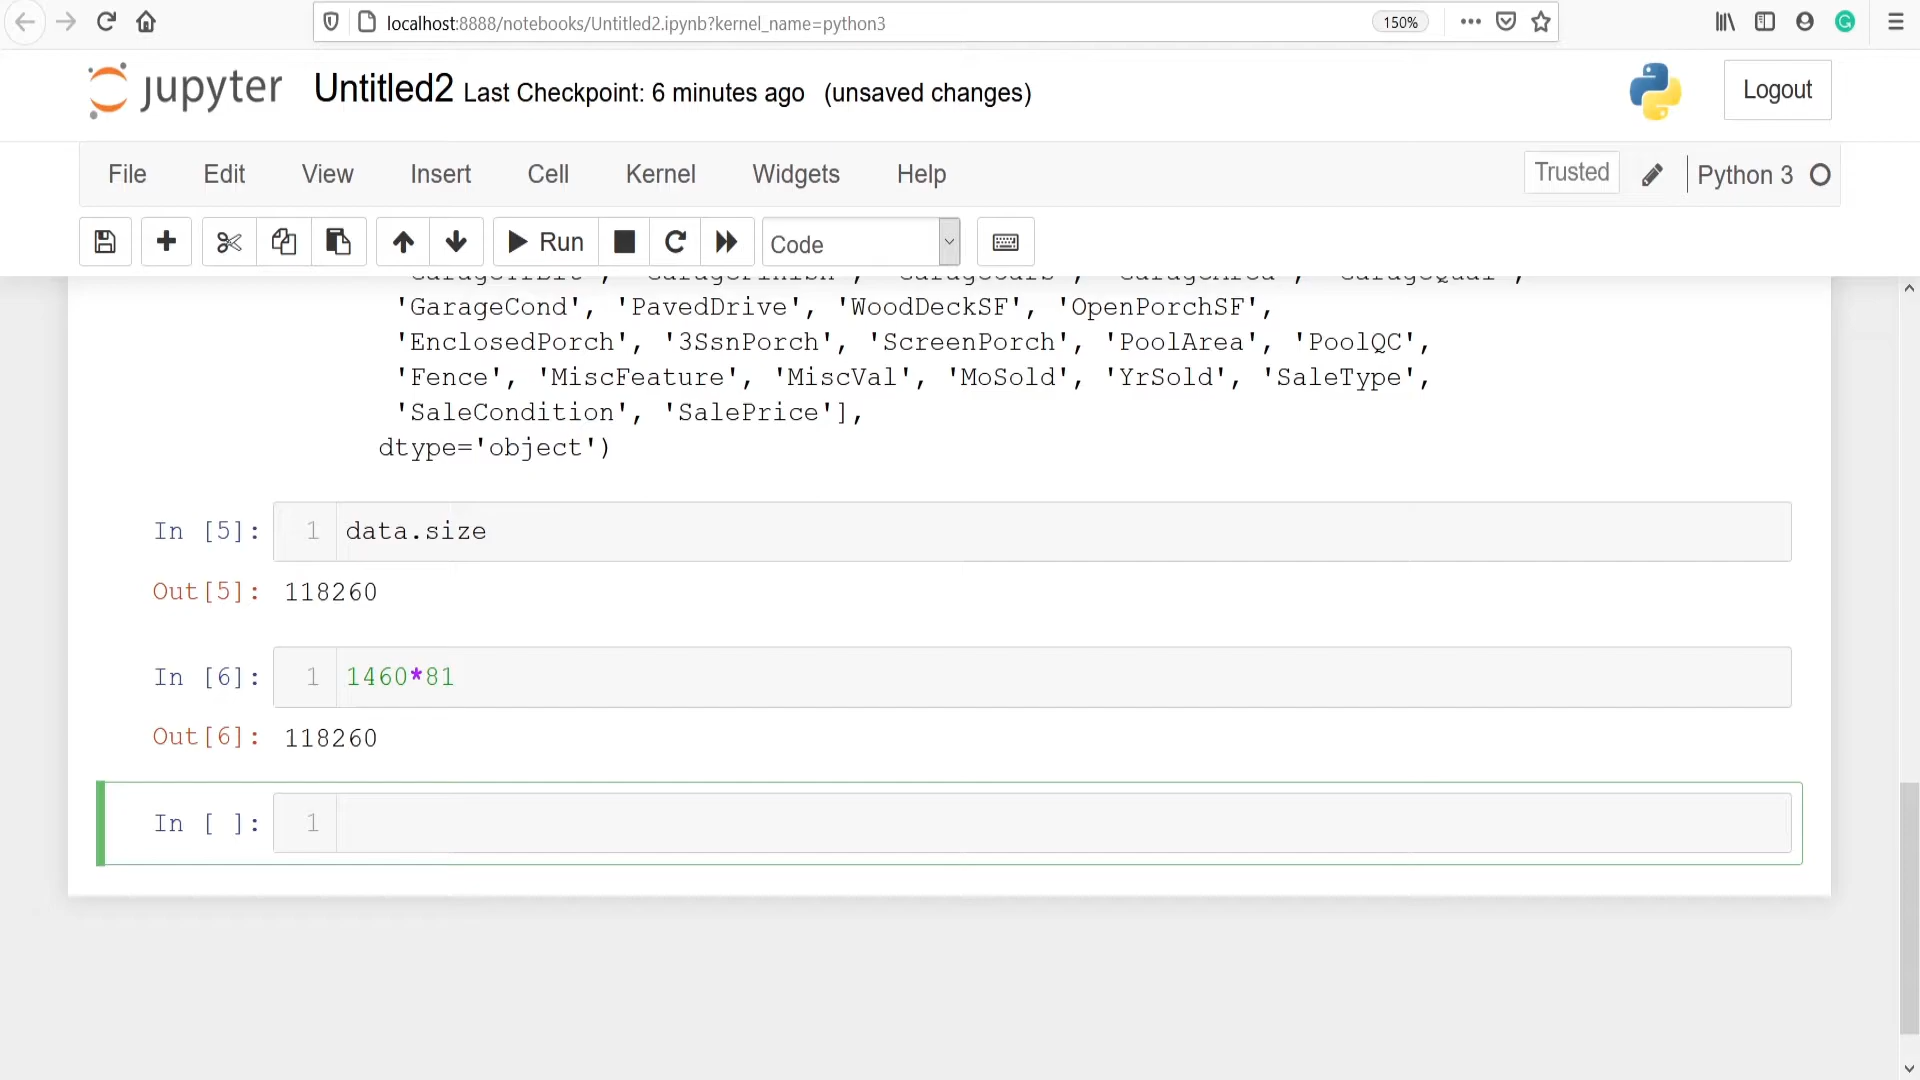 localhost:8888/notebooks/Untitled2.ipynb?kernel_name=python3
150%
jupyter Untitled2 Last Checkpoint: 6 minutes ago (unsaved changes)
Logout
File Edit View Insert Cell Kernel Widgets Help
Trusted Python 3
Run Code
'GarageCond', 'PavedDrive', 'WoodDeckSF', 'OpenPorchSF',
'EnclosedPorch', '3SsnPorch', 'ScreenPorch', 'PoolArea', 'PoolQC',
'Fence', 'MiscFeature', 'MiscVal', 'MoSold', 'YrSold', 'SaleType',
'SaleCondition', 'SalePrice'],
dtype='object')
In [5]: 1 data.size
Out[5]: 118260
In [6]: 1 1460*81
Out[6]: 118260
In [ ]: 1